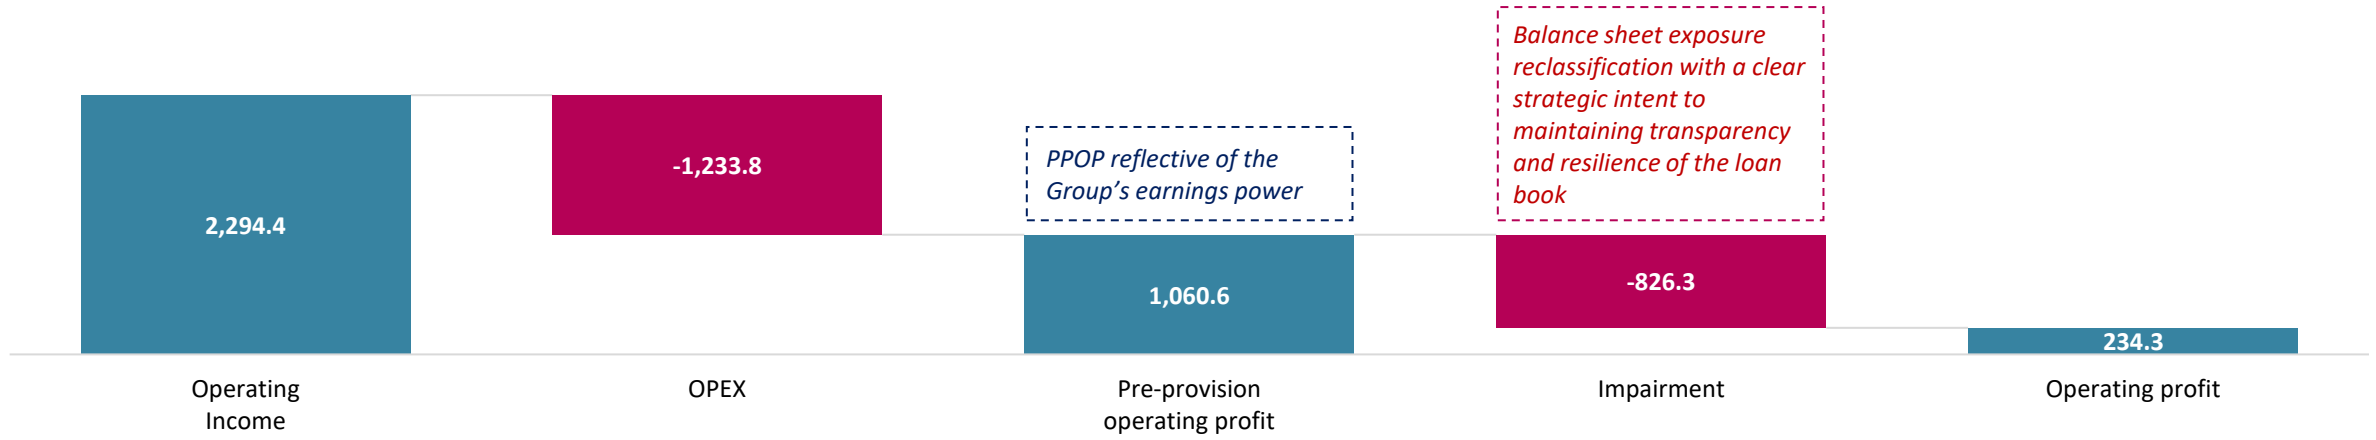 Balance sheet exposure
reclassification with a clear
strategic intent to
maintaining transparency
and resilience of the loan
book
PPOP reflective of the
Group’s earnings power
2,294.4
-1,233.8
1,060.6
-826.3
234.3
Operating
Income
OPEX
Pre-provision
operating profit
Impairment
Operating profit